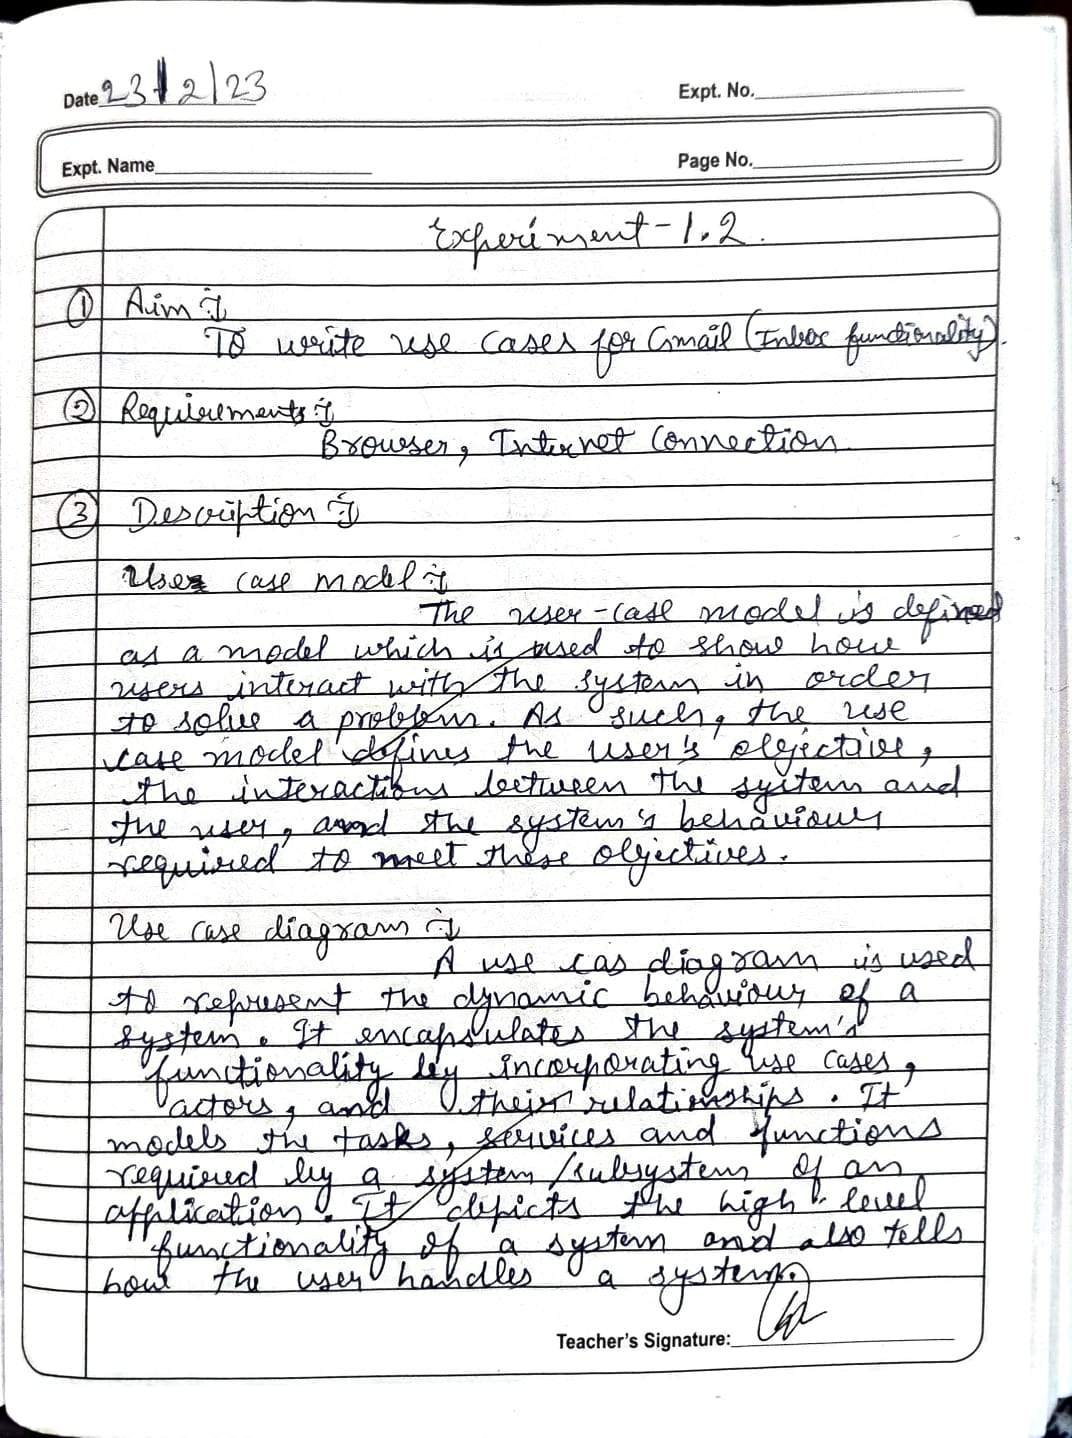 Date 23/2/23
Expt. No.
Expt. Name
Page No.
Experiment-1.2.
① Aim :-
To write use cases for Gmail (Inbox functionality).
② Requirements :-
Browser, Internet Connection.
③ Description :-
Use case model :-
The user-case model is defined
as a model which is used to show how
users interact with the system in order
to solve a problem. As such, the use
case model defines the user's objective,
the interactions between the system and
the user, and the system's behaviour
required to meet these objectives.
Use case diagram :-
A use cas diagram is used
to represent the dynamic behaviour of a
system. It encapsulates the system's
functionality by incorporating use cases,
actors, and their relationships. It
models the tasks, services and functions
required by a system/subsystem of an
application. It depicts the high-level
functionality of a system and also tells
how the user handles a system.
Teacher's Signature: